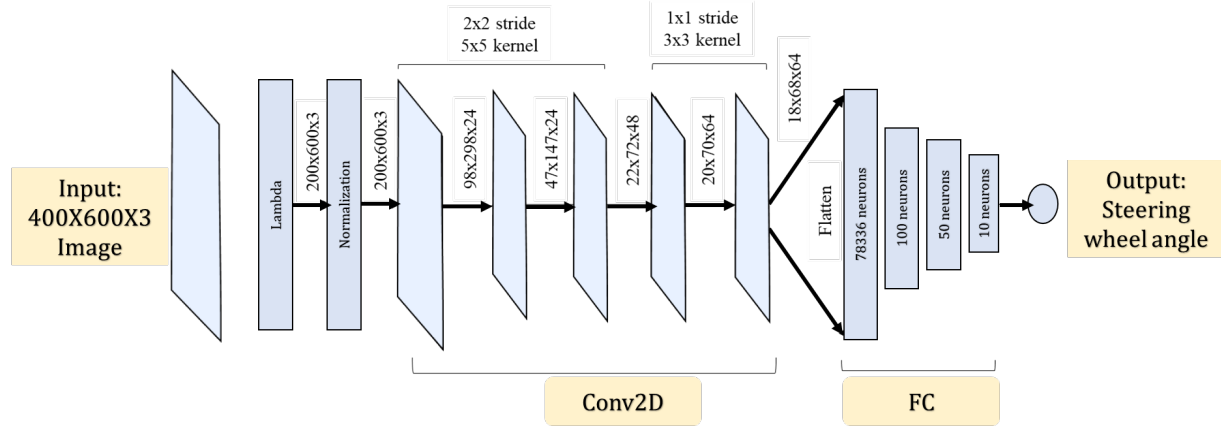 Input:
400X600X3
Image
Lambda
200x600x3
Normalization
200x600x3
2x2 stride
5x5 kernel
98x298x24
47x147x24
22x72x48
1x1 stride
3x3 kernel
20x70x64
18x68x64
Flatten
78336 neurons
100 neurons
50 neurons
10 neurons
Output:
Steering
wheel angle
Conv2D
FC